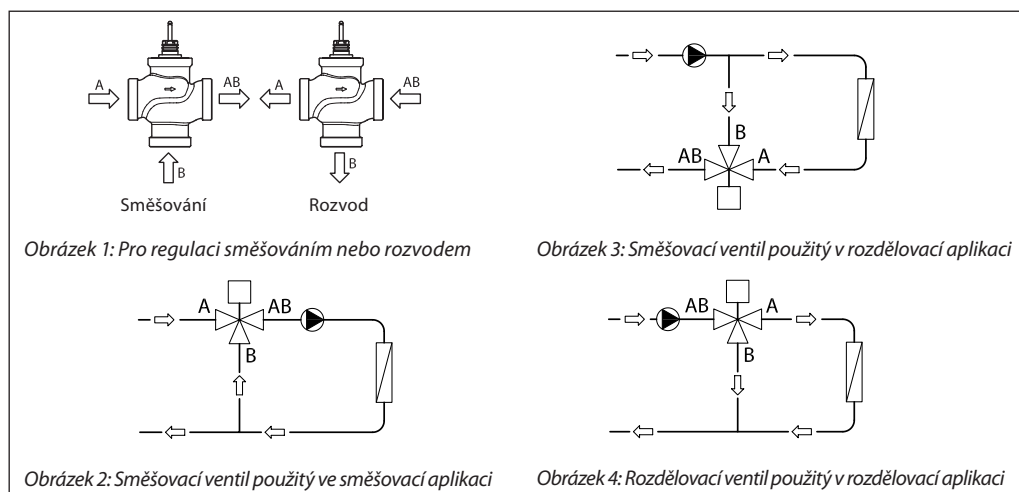 A
AB
B
Směšování
A
AB
B
Rozvod
Obrázek 1: Pro regulaci směšováním nebo rozvodem
B
AB
A
Obrázek 3: Směšovací ventil použitý v rozdělovací aplikaci
A
AB
B
Obrázek 2: Směšovací ventil použitý ve směšovací aplikaci
AB
A
B
Obrázek 4: Rozdělovací ventil použitý v rozdělovací aplikaci